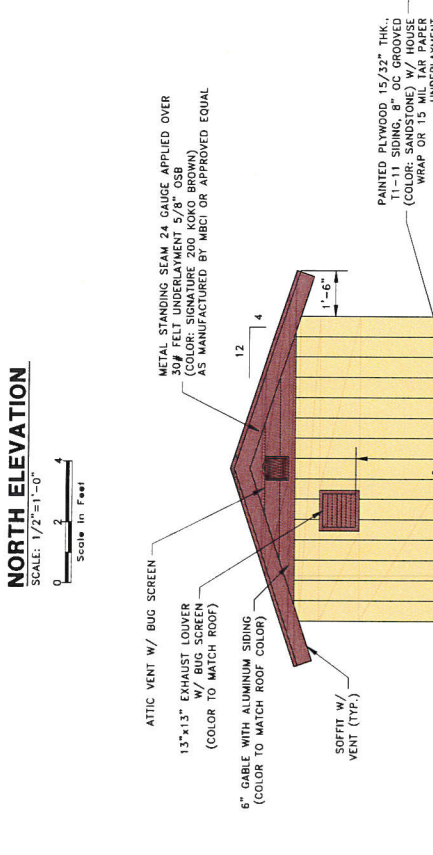 NORTH ELEVATION
SCALE: 1/2"=1'-0"
0 2 4
Scale in Feet
ATTIC VENT W/ BUG SCREEN
13"x13" EXHAUST LOUVER
W/ BUG SCREEN
(COLOR TO MATCH ROOF)
6" GABLE WITH ALUMINUM SIDING
(COLOR TO MATCH ROOF COLOR)
SOFFIT W/
VENT (TYP.)
METAL STANDING SEAM 24 GAUGE APPLIED OVER
30# FELT UNDERLAYMENT 5/8" OSB
(COLOR: SIGNATURE 200 KOKO BROWN)
AS MANUFACTURED BY MBCI OR APPROVED EQUAL
12
4
1'-6"
PAINTED PLYWOOD 15/32" THK.,
T1-11 SIDING, 8" OC GROOVED
(COLOR: SANDSTONE) W/ HOUSE
WRAP OR 15 MIL TAR PAPER
UNDERLAYMENT